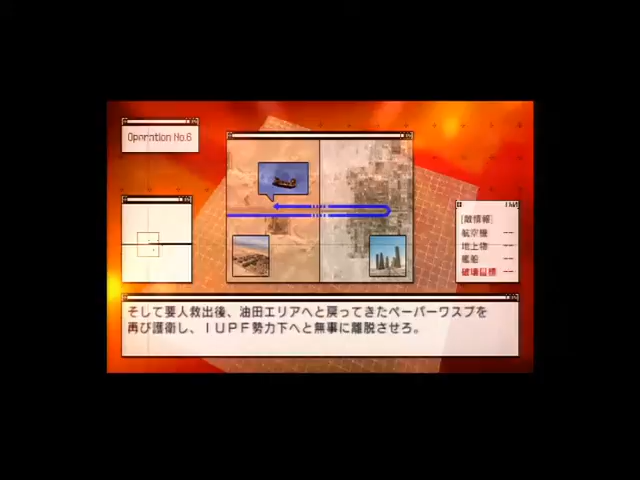 Operation No.6
[敵情報]
航空機 --
地上物 --
艦船 --
破壊目標 --
そして要人救出後、油田エリアへと戻ってきたペーパーワスプを
再び護衛し、ＩＵＰＦ勢力下へと無事に離脱させろ。